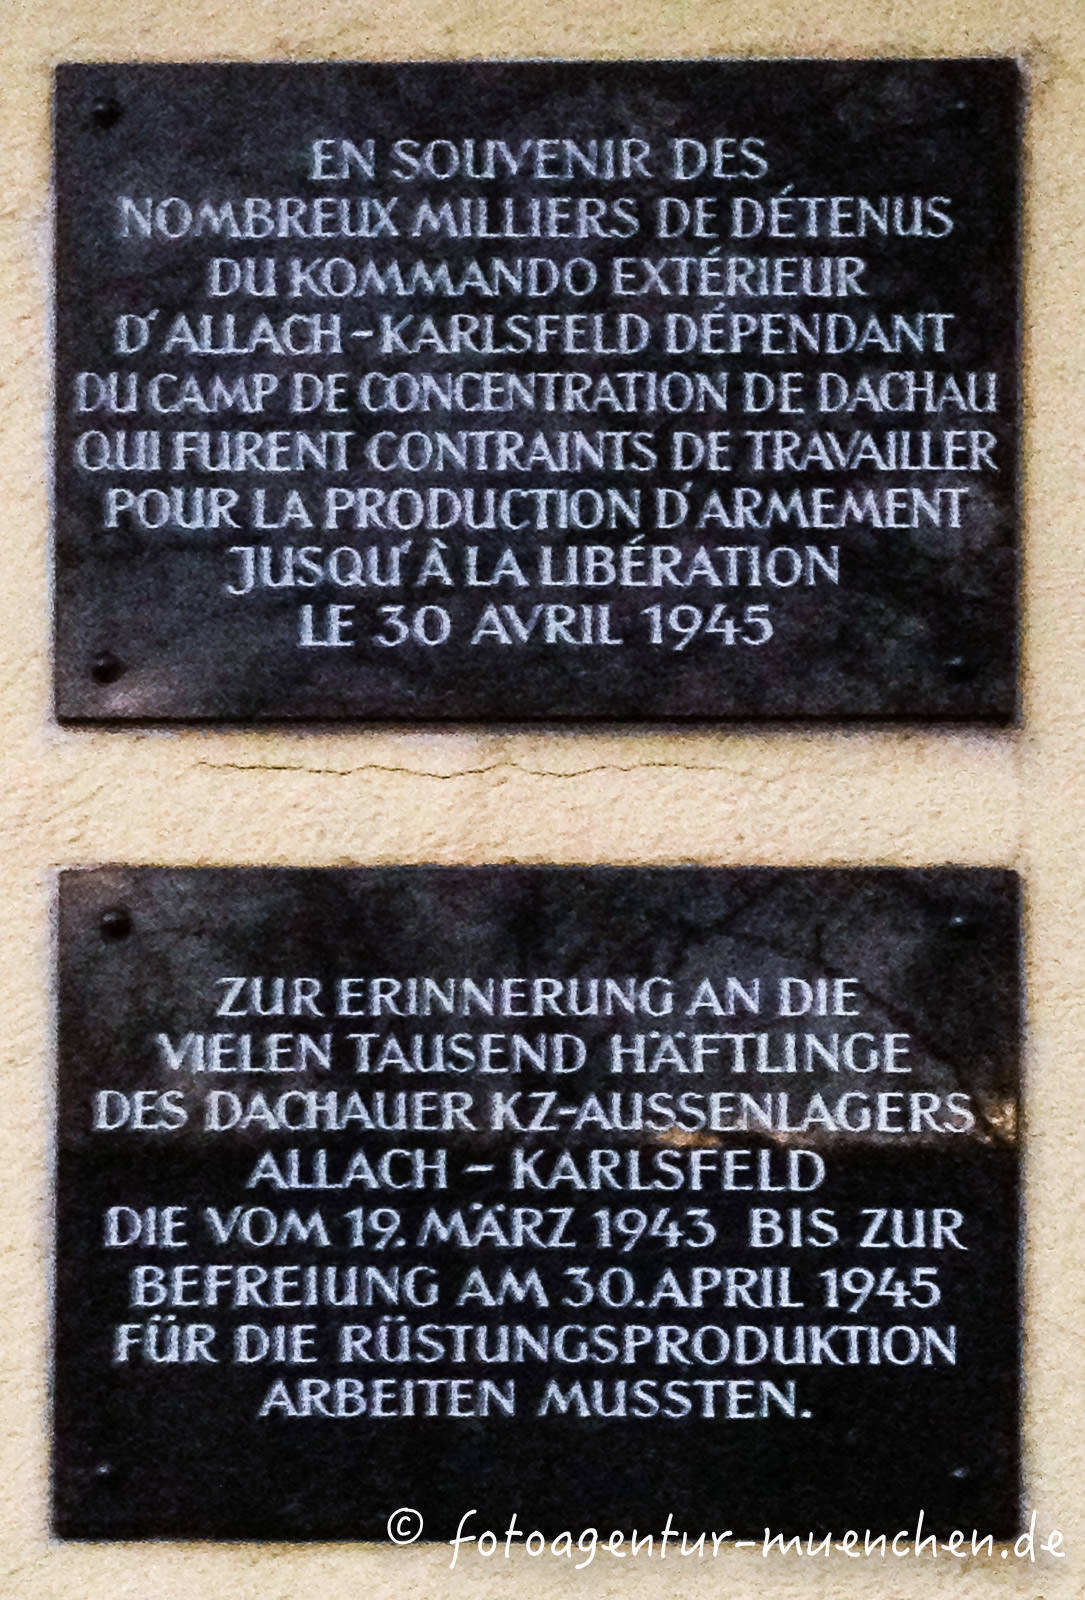 EN SOUVENIR DES
NOMBREUX MILLIERS DE DÉTENUS
DU KOMMANDO EXTÉRIEUR
D'ALLACH-KARLSFELD DÉPENDANT
DU CAMP DE CONCENTRATION DE DACHAU
QUI FURENT CONTRAINTS DE TRAVAILLER
POUR LA PRODUCTION D'ARMEMENT
JUSQU'À LA LIBÉRATION
LE 30 AVRIL 1945
ZUR ERINNERUNG AN DIE
VIELEN TAUSEND HÄFTLINGE
DES DACHAUER KZ-AUSSENLAGERS
ALLACH - KARLSFELD
DIE VOM 19. MÄRZ 1943 BIS ZUR
BEFREIUNG AM 30. APRIL 1945
FÜR DIE RÜSTUNGSPRODUKTION
ARBEITEN MUSSTEN.
© fotoagentur-muenchen.de